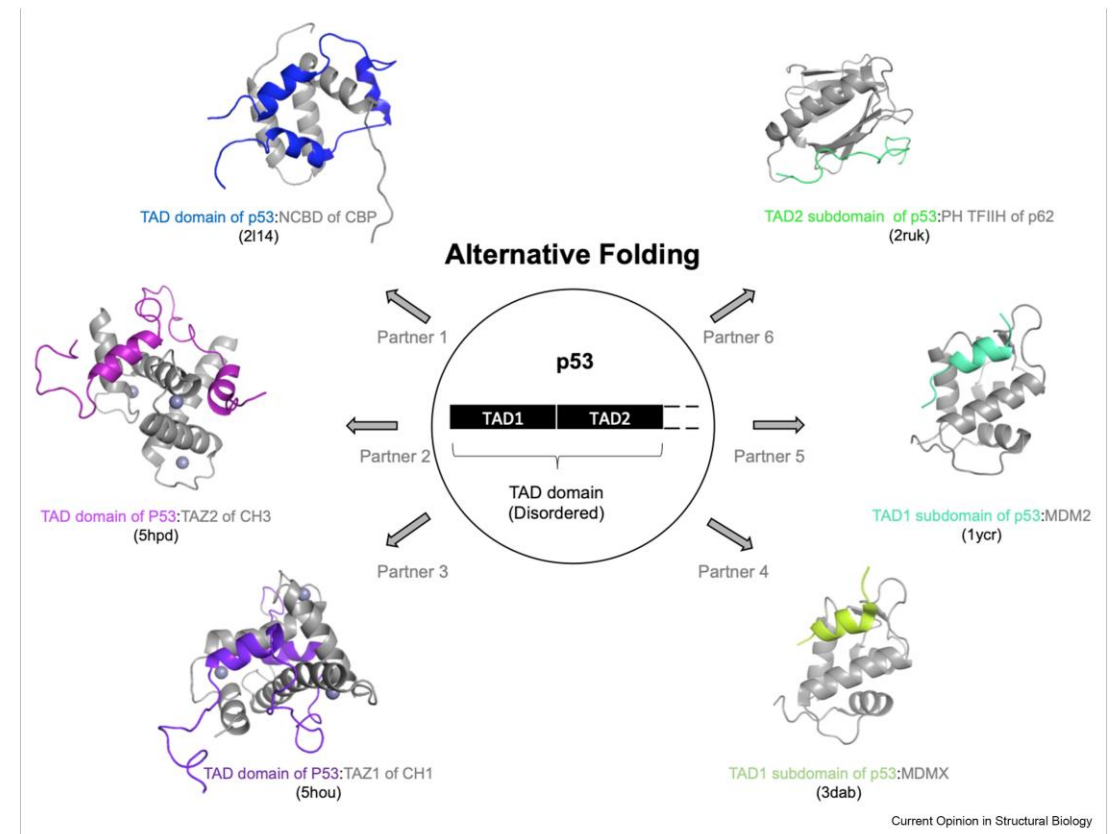 TAD domain of p53:NCBD of CBP
(2l14)
TAD2 subdomain of p53:PH TFIIH of p62
(2ruk)
Alternative Folding
Partner 1
Partner 6
p53
TAD1 TAD2
Partner 2
Partner 5
TAD domain
(Disordered)
TAD domain of P53:TAZ2 of CH3
(5hpd)
TAD1 subdomain of p53:MDM2
(1ycr)
Partner 3
Partner 4
TAD domain of P53:TAZ1 of CH1
(5hou)
TAD1 subdomain of p53:MDMX
(3dab)
Current Opinion in Structural Biology